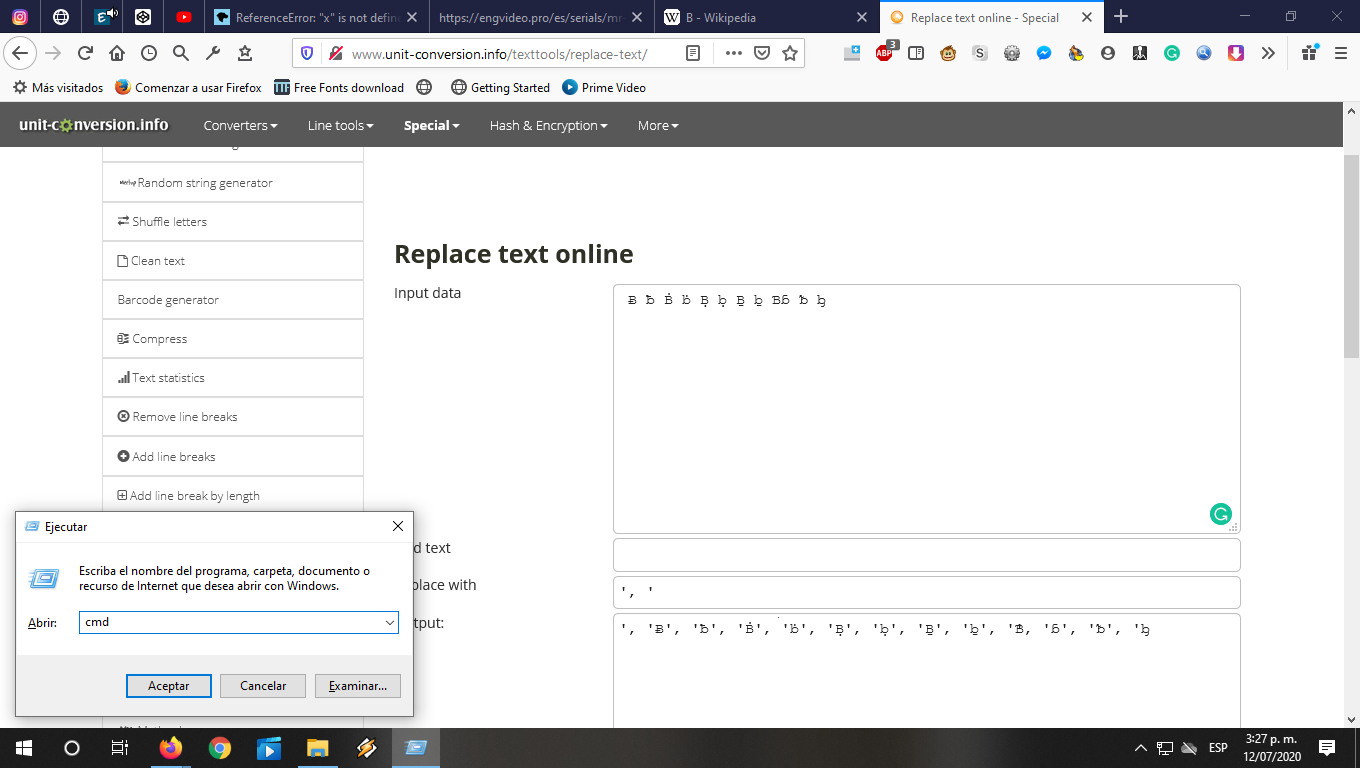 ReferenceError: "x" is not define
https://engvideo.pro/es/serials/mr
B - Wikipedia
Replace text online - Special
www.unit-conversion.info/texttools/replace-text/
3
Más visitados
Comenzar a usar Firefox
Free Fonts download
Getting Started
Prime Video
unit-conversion.info
Converters
Line tools
Special
Hash & Encryption
More
Random string generator
Shuffle letters
Clean text
Barcode generator
Compress
Text statistics
Remove line breaks
Add line breaks
Add line break by length
Replace text online
Input data
Ƀ ƀ Ḃ ḃ Ḅ ḅ Ḇ ḇ Ɓɓ ᵬ ᶀ
d text
place with
', '
tput:
', 'Ƀ', 'ƀ', 'Ḃ', 'ḃ', 'Ḅ', 'ḅ', 'Ḇ', 'ḇ', 'Ɓ', 'ɓ', 'ᵬ', 'ᶀ
Ejecutar
Escriba el nombre del programa, carpeta, documento o
recurso de Internet que desea abrir con Windows.
Abrir:
cmd
Aceptar
Cancelar
Examinar...
ESP
3:27 p. m.
12/07/2020